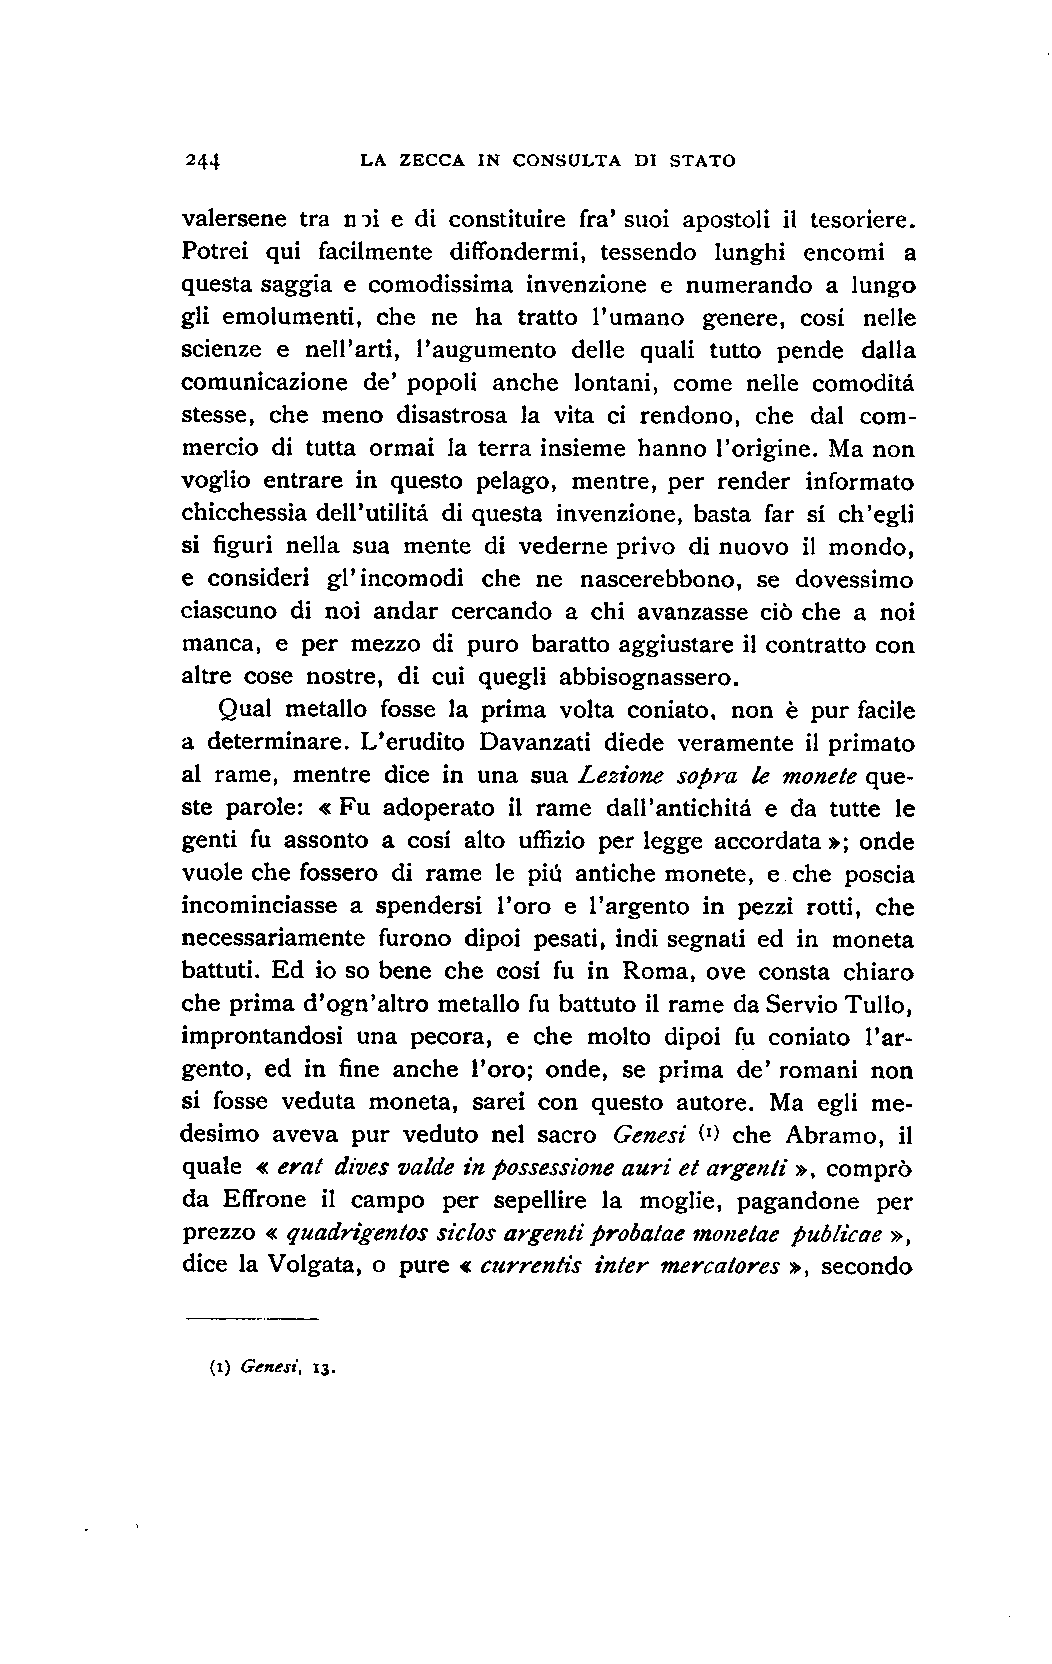 244 LA ZECCA IN CONSULTA DI STATO
valersene tra noi e di constituire fra' suoi apostoli il tesoriere.
Potrei qui facilmente diffondermi, tessendo lunghi encomi a
questa saggia e comodissima invenzione e numerando a lungo
gli emolumenti, che ne ha tratto l'umano genere, cosí nelle
scienze e nell'arti, l'augumento delle quali tutto pende dalla
comunicazione de' popoli anche lontani, come nelle comoditá
stesse, che meno disastrosa la vita ci rendono, che dal com-
mercio di tutta ormai la terra insieme hanno l'origine. Ma non
voglio entrare in questo pelago, mentre, per render informato
chicchessia dell'utilitá di questa invenzione, basta far sí ch'egli
si figuri nella sua mente di vederne privo di nuovo il mondo,
e consideri gl'incomodi che ne nascerebbono, se dovessimo
ciascuno di noi andar cercando a chi avanzasse ciò che a noi
manca, e per mezzo di puro baratto aggiustare il contratto con
altre cose nostre, di cui quegli abbisognassero.
Qual metallo fosse la prima volta coniato, non è pur facile
a determinare. L'erudito Davanzati diede veramente il primato
al rame, mentre dice in una sua Lezione sopra le monete que-
ste parole: « Fu adoperato il rame dall'antichitá e da tutte le
genti fu assonto a cosí alto uffizio per legge accordata »; onde
vuole che fossero di rame le piú antiche monete, e che poscia
incominciasse a spendersi l'oro e l'argento in pezzi rotti, che
necessariamente furono dipoi pesati, indi segnati ed in moneta
battuti. Ed io so bene che cosí fu in Roma, ove consta chiaro
che prima d'ogn'altro metallo fu battuto il rame da Servio Tullo,
improntandosi una pecora, e che molto dipoi fu coniato l'ar-
gento, ed in fine anche l'oro; onde, se prima de' romani non
si fosse veduta moneta, sarei con questo autore. Ma egli me-
desimo aveva pur veduto nel sacro Genesi (1) che Abramo, il
quale « erat dives valde in possessione auri et argenti », comprò
da Effrone il campo per sepellire la moglie, pagandone per
prezzo « quadrigentos siclos argenti probatae monetae publicae »,
dice la Volgata, o pure « currentis inter mercatores », secondo
(1) Genesi, 13.